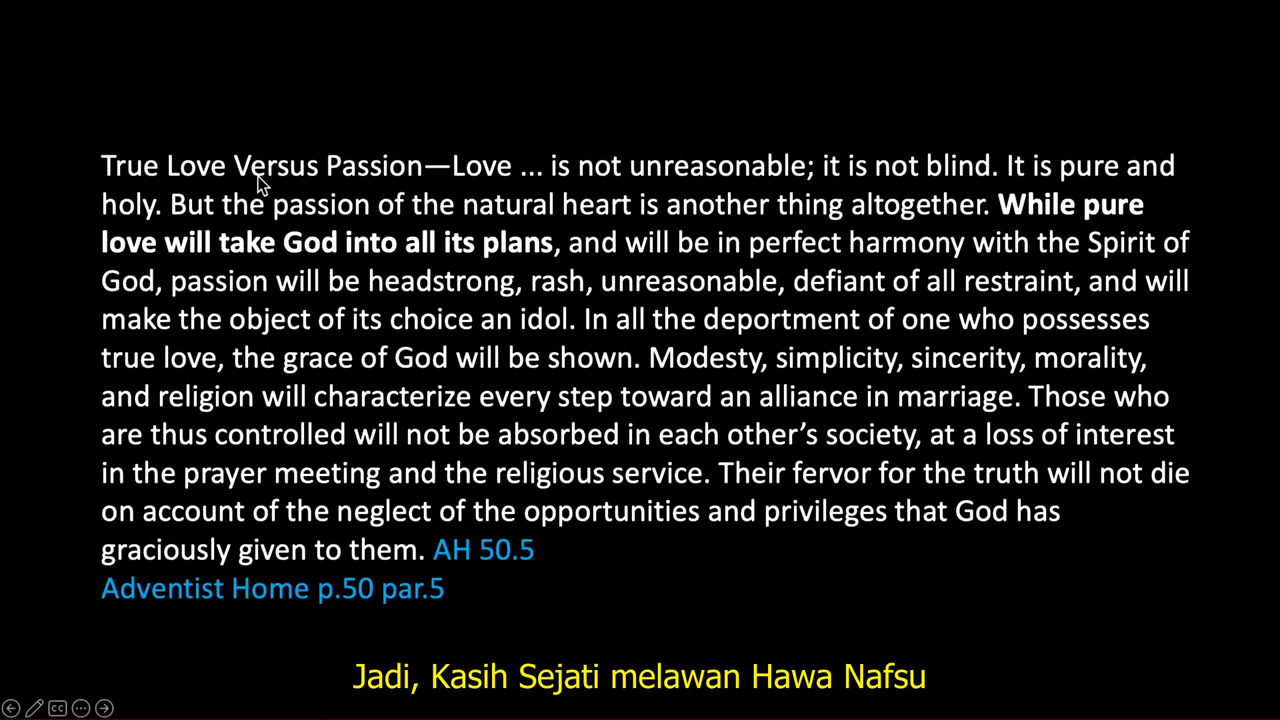 True Love Versus Passion—Love ... is not unreasonable; it is not blind. It is pure and
holy. But the passion of the natural heart is another thing altogether. While pure
love will take God into all its plans, and will be in perfect harmony with the Spirit of
God, passion will be headstrong, rash, unreasonable, defiant of all restraint, and will
make the object of its choice an idol. In all the deportment of one who possesses
true love, the grace of God will be shown. Modesty, simplicity, sincerity, morality,
and religion will characterize every step toward an alliance in marriage. Those who
are thus controlled will not be absorbed in each other’s society, at a loss of interest
in the prayer meeting and the religious service. Their fervor for the truth will not die
on account of the neglect of the opportunities and privileges that God has
graciously given to them. AH 50.5
Adventist Home p.50 par.5
Jadi, Kasih Sejati melawan Hawa Nafsu
CC